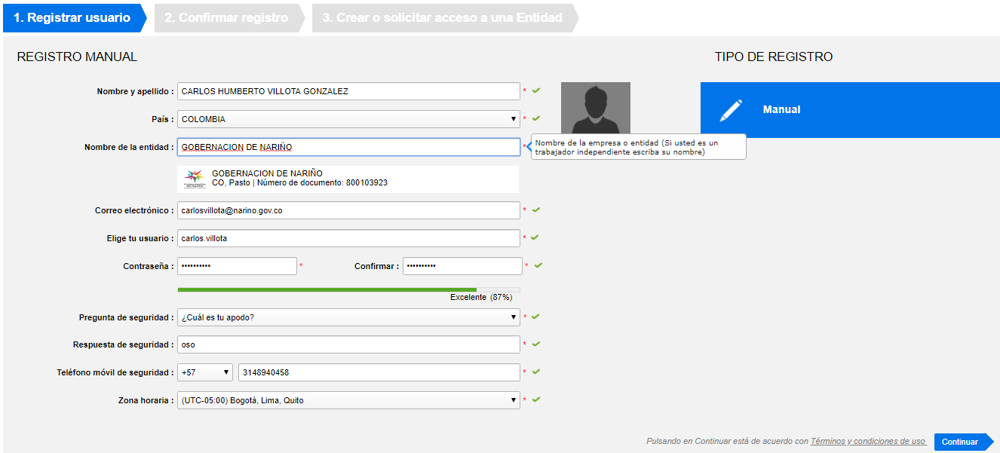 1. Registrar usuario
2. Confirmar registro
3. Crear o solicitar acceso a una Entidad
REGISTRO MANUAL
TIPO DE REGISTRO
Nombre y apellido : CARLOS HUMBERTO VILLOTA GONZALEZ *
Manual
País : COLOMBIA ▼ *
Nombre de la entidad : GOBERNACION DE NARIÑO *
Nombre de la empresa o entidad (Si usted es un
trabajador independiente escriba su nombre)
GOBERNACION DE NARIÑO
CO, Pasto | Número de documento: 800103923
Correo electrónico : carlosvillota@narino.gov.co *
Elige tu usuario : carlos.villota *
Contraseña : •••••••••• * Confirmar : •••••••••• *
Excelente (87%)
Pregunta de seguridad : ¿Cuál es tu apodo? ▼ *
Respuesta de seguridad : oso *
Teléfono móvil de seguridad : +57 ▼ 3148940458 *
Zona horaria : (UTC-05:00) Bogotá, Lima, Quito ▼ *
Pulsando en Continuar está de acuerdo con Términos y condiciones de uso
Continuar